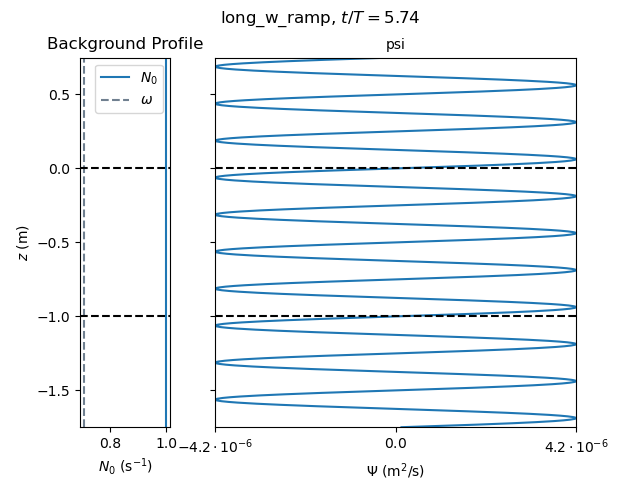 long_w_ramp, t/T = 5.74
Background Profile
psi
N₀
ω
0.5
0.0
−0.5
−1.0
−1.5
z (m)
0.8 1.0
−4.2 · 10⁻⁶ 0.0 4.2 · 10⁻⁶
N₀ (s⁻¹)
Ψ (m²/s)